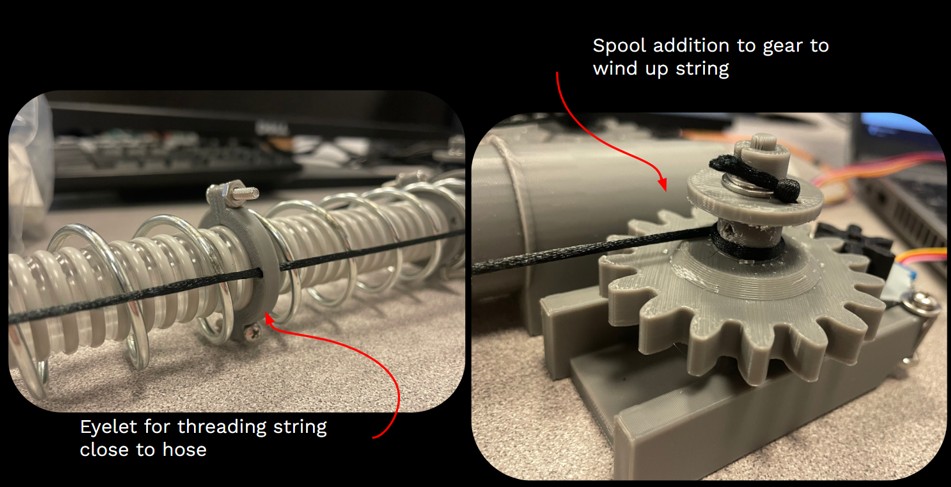 Spool addition to gear to
wind up string
Eyelet for threading string
close to hose